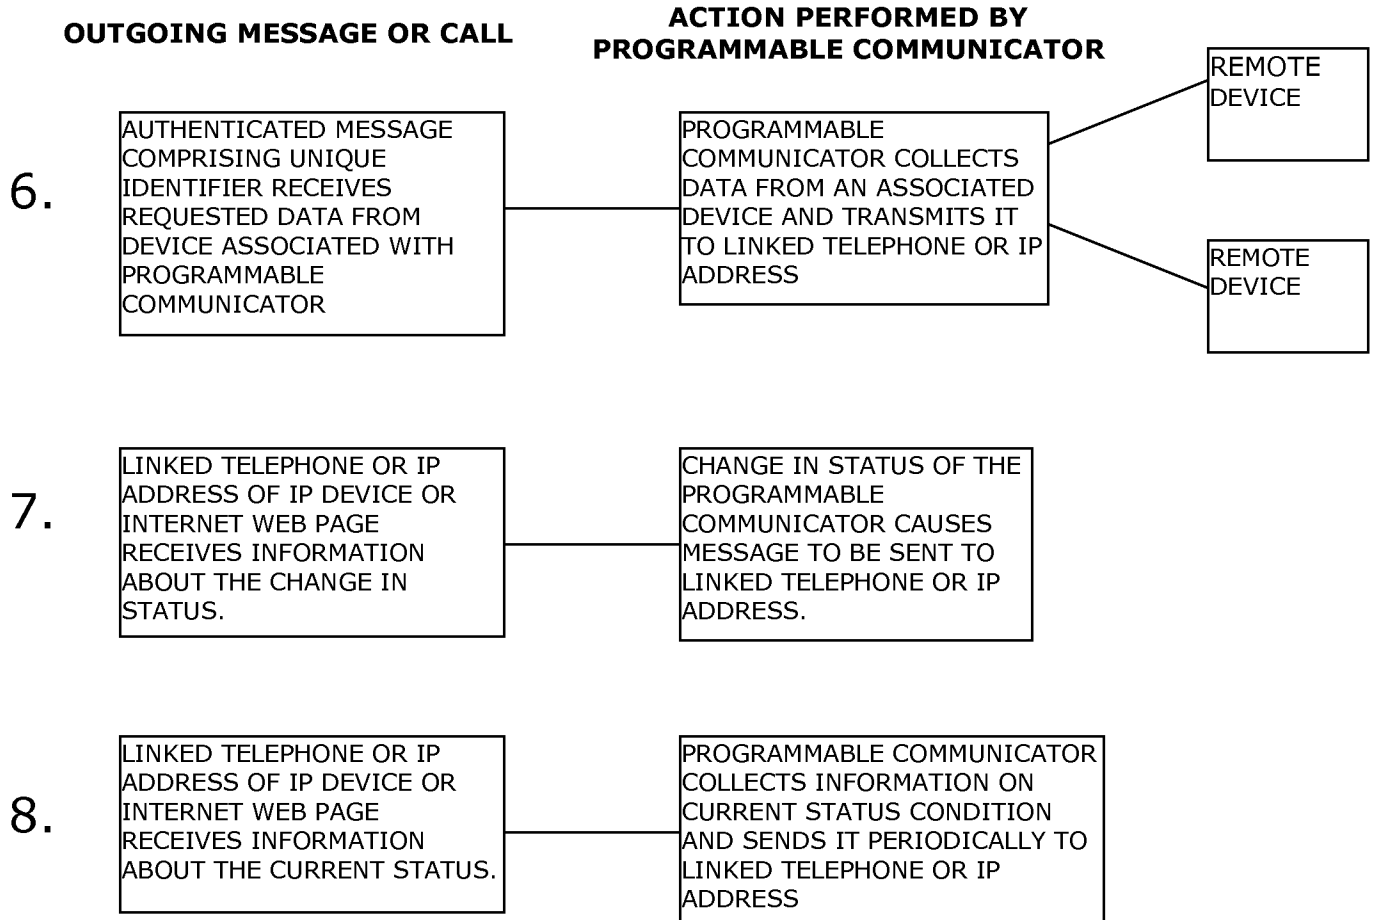 OUTGOING MESSAGE OR CALL
ACTION PERFORMED BY
PROGRAMMABLE COMMUNICATOR
6.
AUTHENTICATED MESSAGE
COMPRISING UNIQUE
IDENTIFIER RECEIVES
REQUESTED DATA FROM
DEVICE ASSOCIATED WITH
PROGRAMMABLE
COMMUNICATOR
PROGRAMMABLE
COMMUNICATOR COLLECTS
DATA FROM AN ASSOCIATED
DEVICE AND TRANSMITS IT
TO LINKED TELEPHONE OR IP
ADDRESS
REMOTE
DEVICE
REMOTE
DEVICE
7.
LINKED TELEPHONE OR IP
ADDRESS OF IP DEVICE OR
INTERNET WEB PAGE
RECEIVES INFORMATION
ABOUT THE CHANGE IN
STATUS.
CHANGE IN STATUS OF THE
PROGRAMMABLE
COMMUNICATOR CAUSES
MESSAGE TO BE SENT TO
LINKED TELEPHONE OR IP
ADDRESS.
8.
LINKED TELEPHONE OR IP
ADDRESS OF IP DEVICE OR
INTERNET WEB PAGE
RECEIVES INFORMATION
ABOUT THE CURRENT STATUS.
PROGRAMMABLE COMMUNICATOR
COLLECTS INFORMATION ON
CURRENT STATUS CONDITION
AND SENDS IT PERIODICALLY TO
LINKED TELEPHONE OR IP
ADDRESS